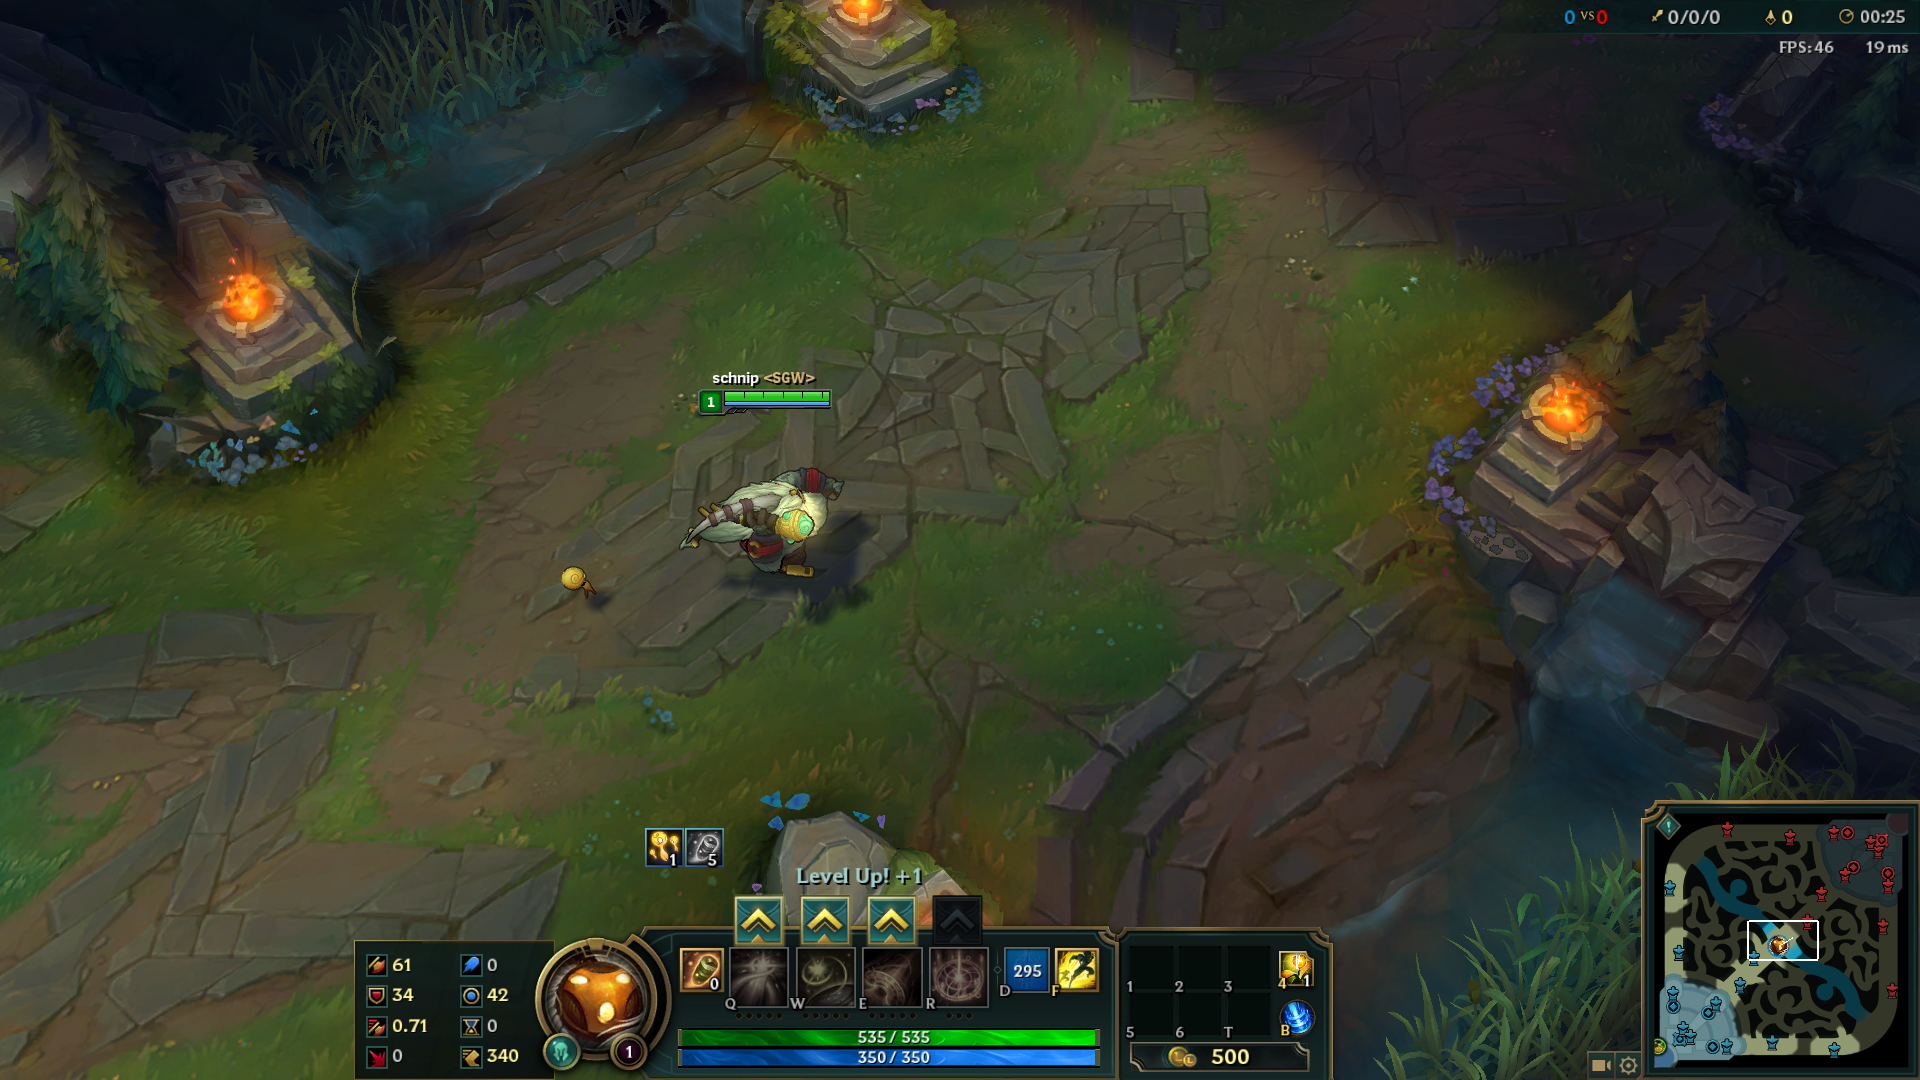 0 VS 0 0/0/0 0 00:25
FPS: 46 19 ms
schnip <SGW>
1
1 5
Level Up! +1
61 0
34 42
0.71 0
0 340
1
0
Q W E R
295
D F
535 / 535
350 / 350
1 2 3 4 1
5 6 T B
500